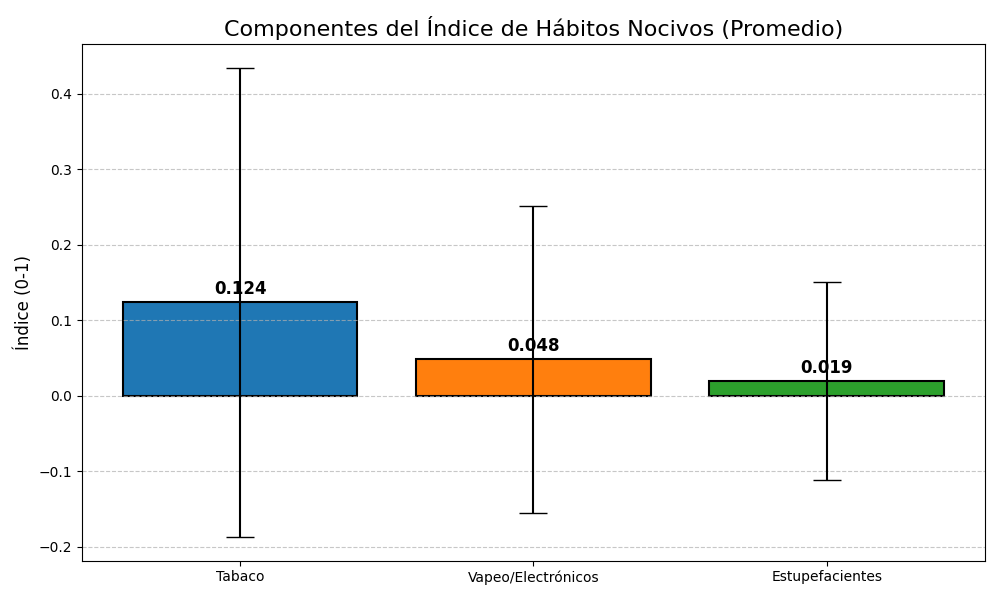 Componentes del Índice de Hábitos Nocivos (Promedio)
Índice (0-1)
0.4
0.3
0.2
0.1
0.0
−0.1
−0.2
0.124
0.048
0.019
Tabaco
Vapeo/Electrónicos
Estupefacientes